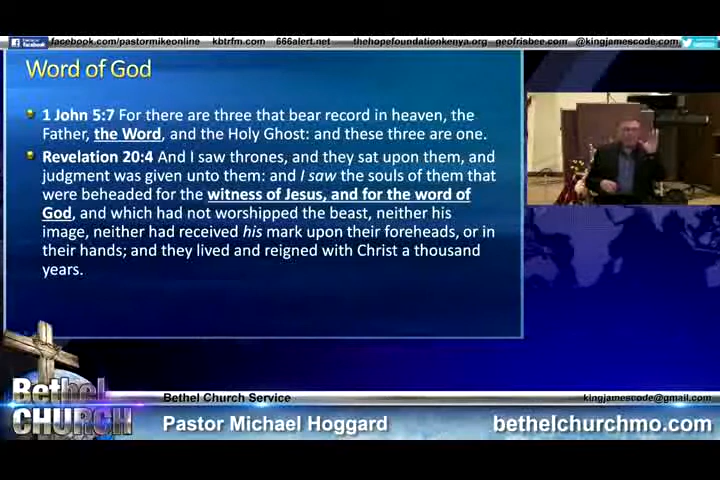 Find us on Facebook
facebook.com/pastormikeonline kbtrfm.com 666alert.net thehopefoundationkenya.org geofrisbee.com @kingjamescode.com twitter
Word of God
1 John 5:7 For there are three that bear record in heaven, the
Father, the Word, and the Holy Ghost: and these three are one.
Revelation 20:4 And I saw thrones, and they sat upon them, and
judgment was given unto them: and I saw the souls of them that
were beheaded for the witness of Jesus, and for the word of
God, and which had not worshipped the beast, neither his
image, neither had received his mark upon their foreheads, or in
their hands; and they lived and reigned with Christ a thousand
years.
Bethel
CHURCH
Bethel Church Service
kingjamescode@gmail.com
Pastor Michael Hoggard
bethelchurchmo.com